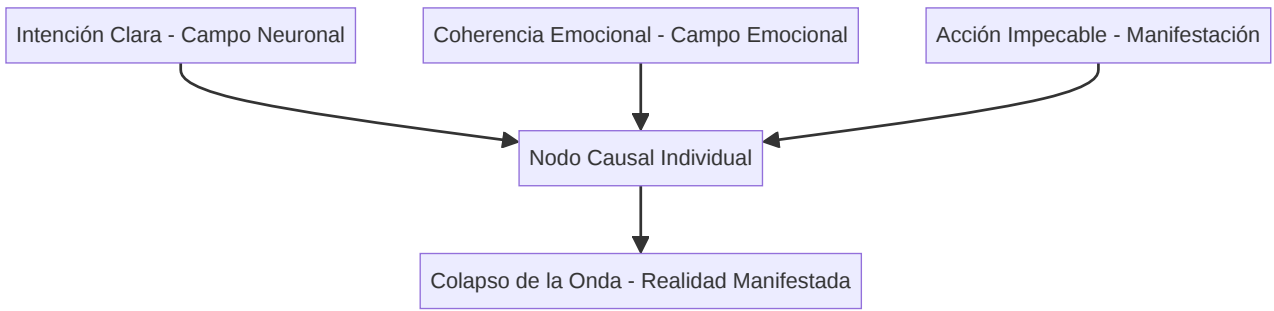 Intención Clara - Campo Neuronal
Coherencia Emocional - Campo Emocional
Acción Impecable - Manifestación
Nodo Causal Individual
Colapso de la Onda - Realidad Manifestada